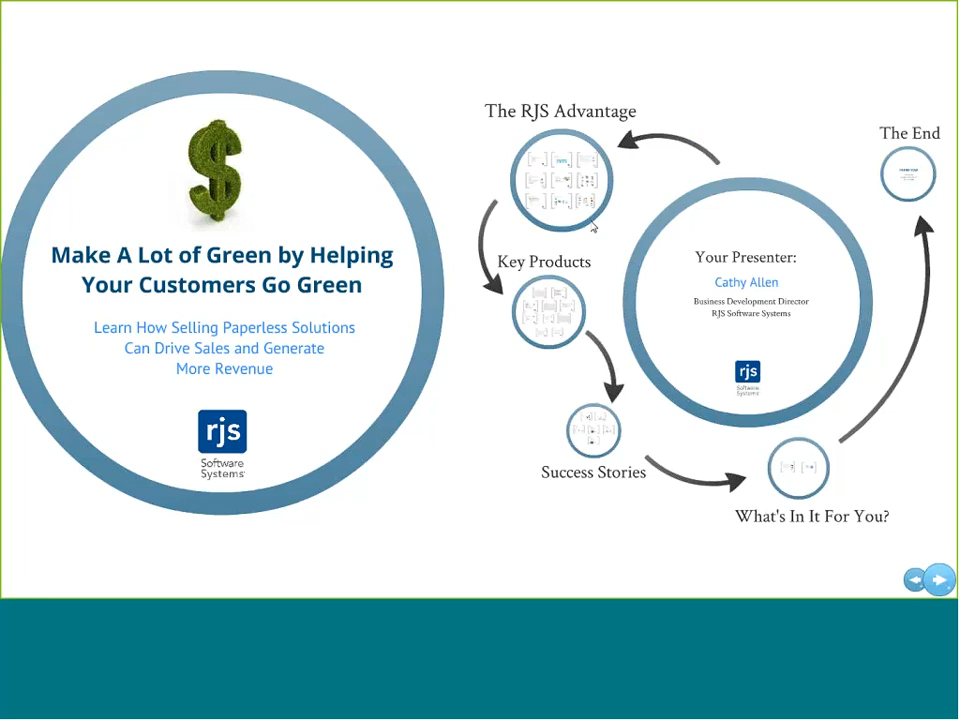 Make A Lot of Green by Helping
Your Customers Go Green
Learn How Selling Paperless Solutions
Can Drive Sales and Generate
More Revenue
rjs
Software
Systems
The RJS Advantage
Key Products
Success Stories
What's In It For You?
The End
Your Presenter:
Cathy Allen
Business Development Director
RJS Software Systems
rjs
Software
Systems